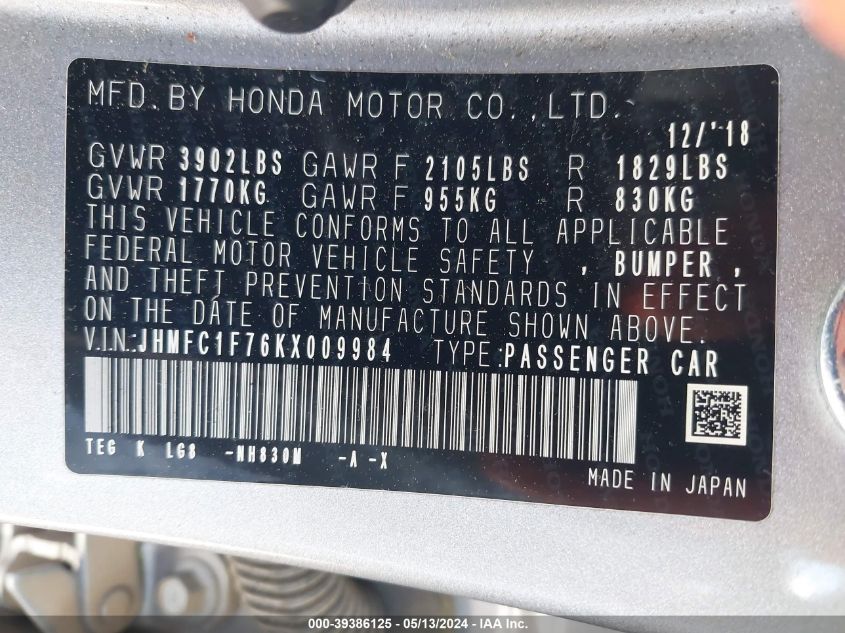 MFD. BY HONDA MOTOR CO., LTD.
12/'18
GVWR 3902LBS GAWR F 2105LBS R 1829LBS
GVWR 1770KG GAWR F 955KG R 830KG
THIS VEHICLE CONFORMS TO ALL APPLICABLE
FEDERAL MOTOR VEHICLE SAFETY , BUMPER ,
AND THEFT PREVENTION STANDARDS IN EFFECT
ON THE DATE OF MANUFACTURE SHOWN ABOVE.
V.I.N.:JHMFC1F76KX009984 TYPE:PASSENGER CAR
TEG K LG8 -NH830M -A -X
MADE IN JAPAN
000-39386125 - 05/13/2024 - IAA Inc.